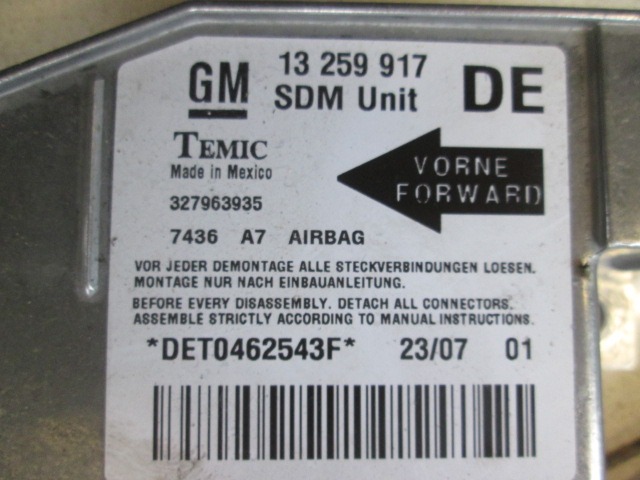 GM 13 259 917 DE
SDM Unit
TEMIC
Made in Mexico
VORNE
FORWARD
327963935
7436 A7 AIRBAG
VOR JEDER DEMONTAGE ALLE STECKVERBINDUNGEN LOESEN.
MONTAGE NUR NACH EINBAUANLEITUNG.
BEFORE EVERY DISASSEMBLY. DETACH ALL CONNECTORS.
ASSEMBLE STRICTLY ACCORDING TO MANUAL INSTRUCTIONS.
*DET0462543F* 23/07 01